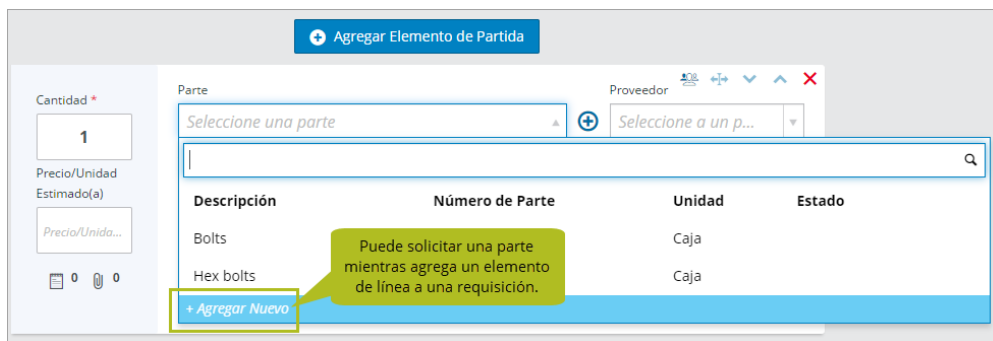 Agregar Elemento de Partida
Cantidad *
1
Precio/Unidad
Estimado(a)
Precio/Unida...
0 0
Parte
Proveedor
Seleccione una parte
Seleccione a un p...
Descripción Número de Parte Unidad Estado
Bolts Caja
Hex bolts Caja
+ Agregar Nuevo
Puede solicitar una parte
mientras agrega un elemento
de línea a una requisición.